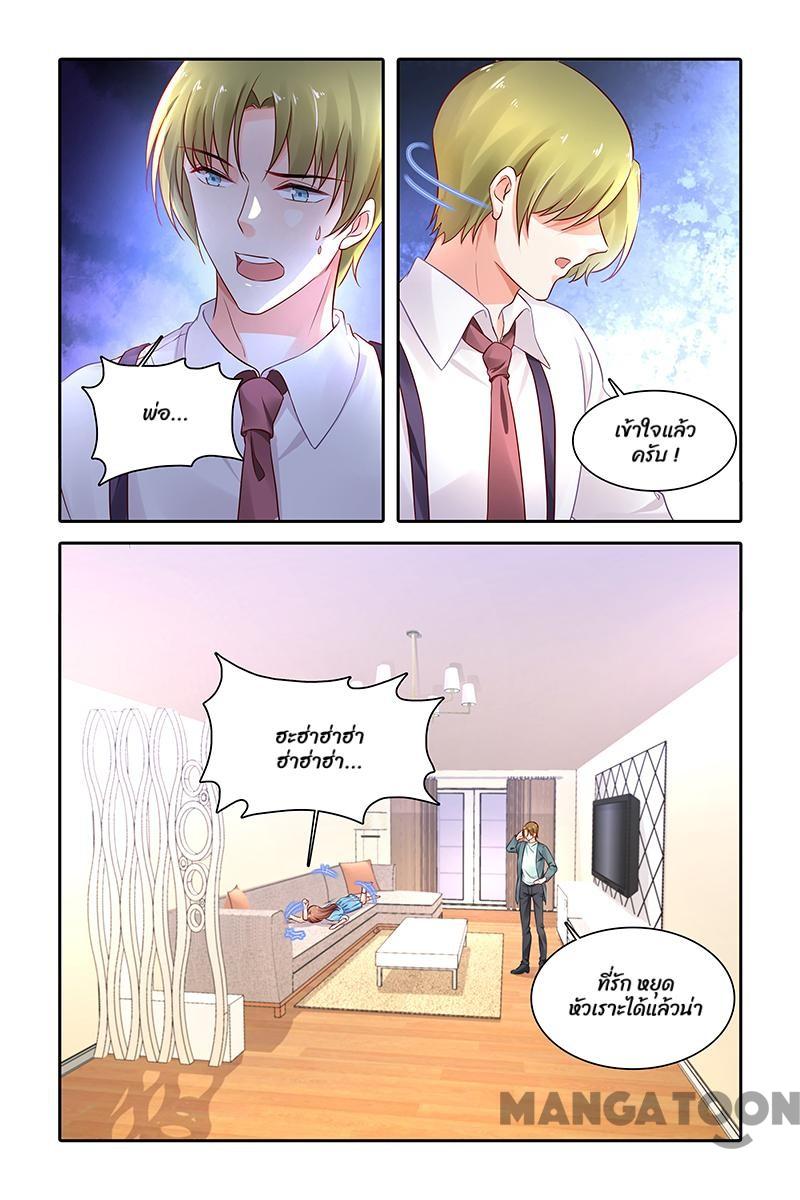 พ่อ...
เข้าใจแล้ว
ครับ !
ฮะฮ่าฮ่าฮ่า
ฮ่าฮ่าฮ่า...
ที่รัก หยุด
หัวเราะได้แล้วน่า
MANGATOON